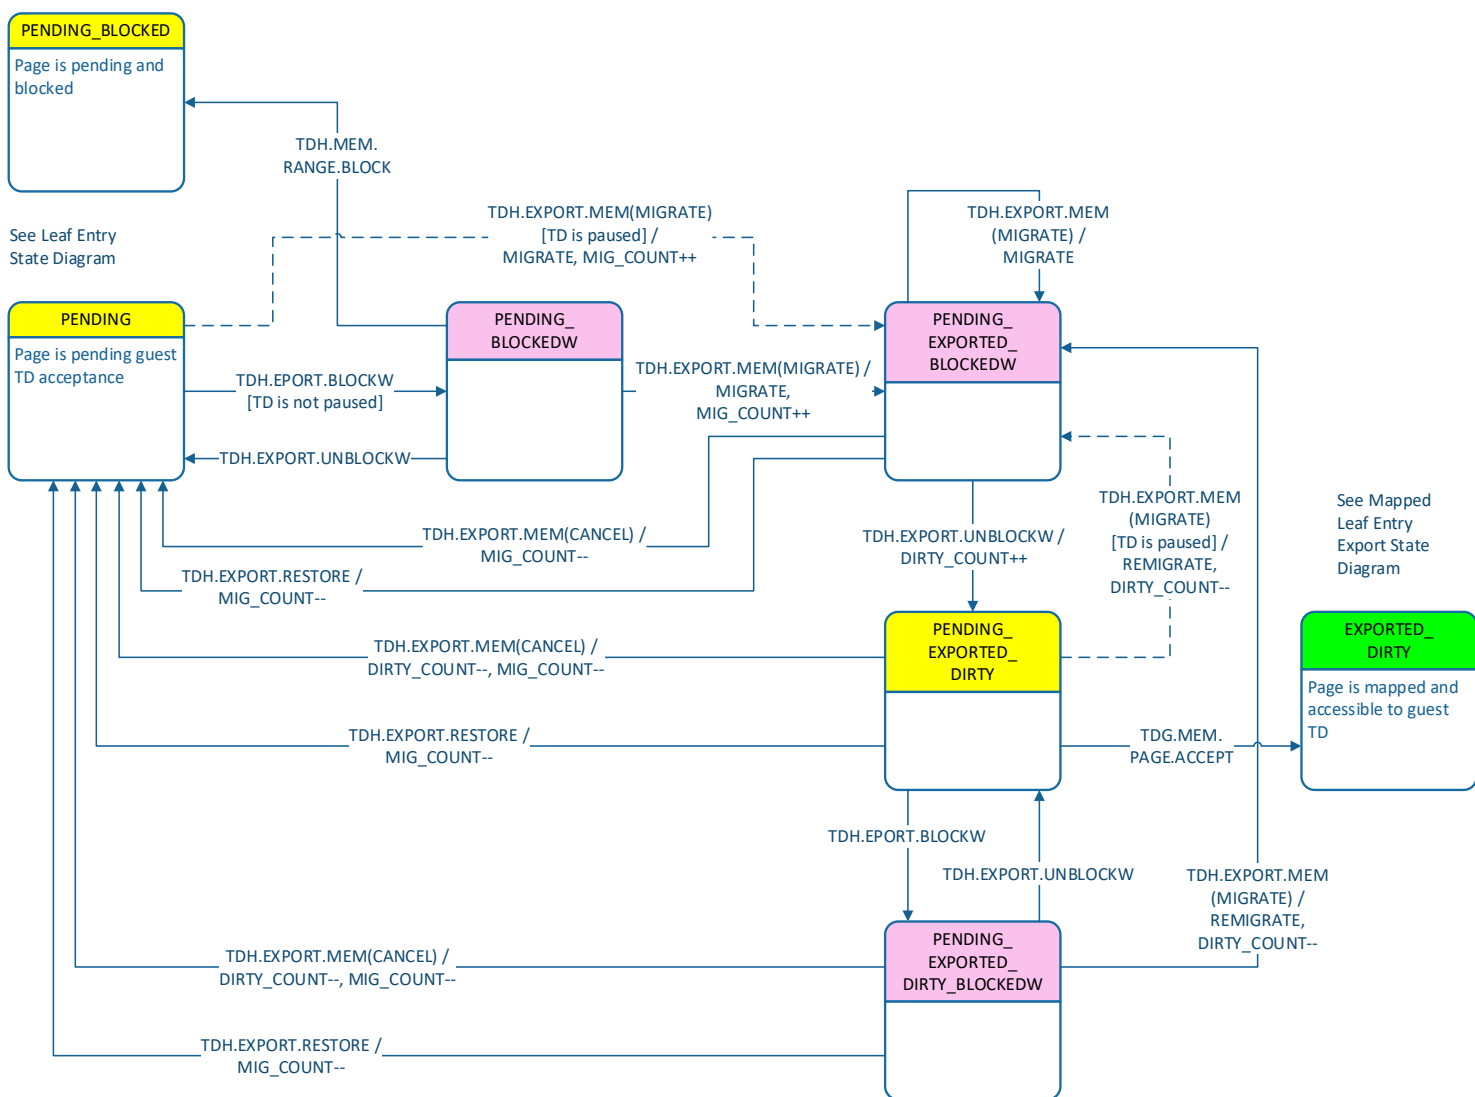 PENDING_BLOCKED
Page is pending and
blocked
TDH.MEM.
RANGE.BLOCK
See Leaf Entry
State Diagram
TDH.EXPORT.MEM(MIGRATE)
[TD is paused] /
MIGRATE, MIG_COUNT++
TDH.EXPORT.MEM
(MIGRATE) /
MIGRATE
PENDING
Page is pending guest
TD acceptance
PENDING_
BLOCKEDW
PENDING_
EXPORTED_
BLOCKEDW
TDH.EPORT.BLOCKW
[TD is not paused]
TDH.EXPORT.MEM(MIGRATE) /
MIGRATE,
MIG_COUNT++
TDH.EXPORT.UNBLOCKW
TDH.EXPORT.MEM(CANCEL) /
MIG_COUNT--
TDH.EXPORT.UNBLOCKW /
DIRTY_COUNT++
TDH.EXPORT.MEM
(MIGRATE)
[TD is paused] /
REMIGRATE,
DIRTY_COUNT--
See Mapped
Leaf Entry
Export State
Diagram
TDH.EXPORT.RESTORE /
MIG_COUNT--
TDH.EXPORT.MEM(CANCEL) /
DIRTY_COUNT--, MIG_COUNT--
PENDING_
EXPORTED_
DIRTY
EXPORTED_
DIRTY
Page is mapped and
accessible to guest
TD
TDH.EXPORT.RESTORE /
MIG_COUNT--
TDG.MEM.
PAGE.ACCEPT
TDH.EPORT.BLOCKW
TDH.EXPORT.UNBLOCKW
TDH.EXPORT.MEM
(MIGRATE) /
REMIGRATE,
DIRTY_COUNT--
TDH.EXPORT.MEM(CANCEL) /
DIRTY_COUNT--, MIG_COUNT--
PENDING_
EXPORTED_
DIRTY_BLOCKEDW
TDH.EXPORT.RESTORE /
MIG_COUNT--